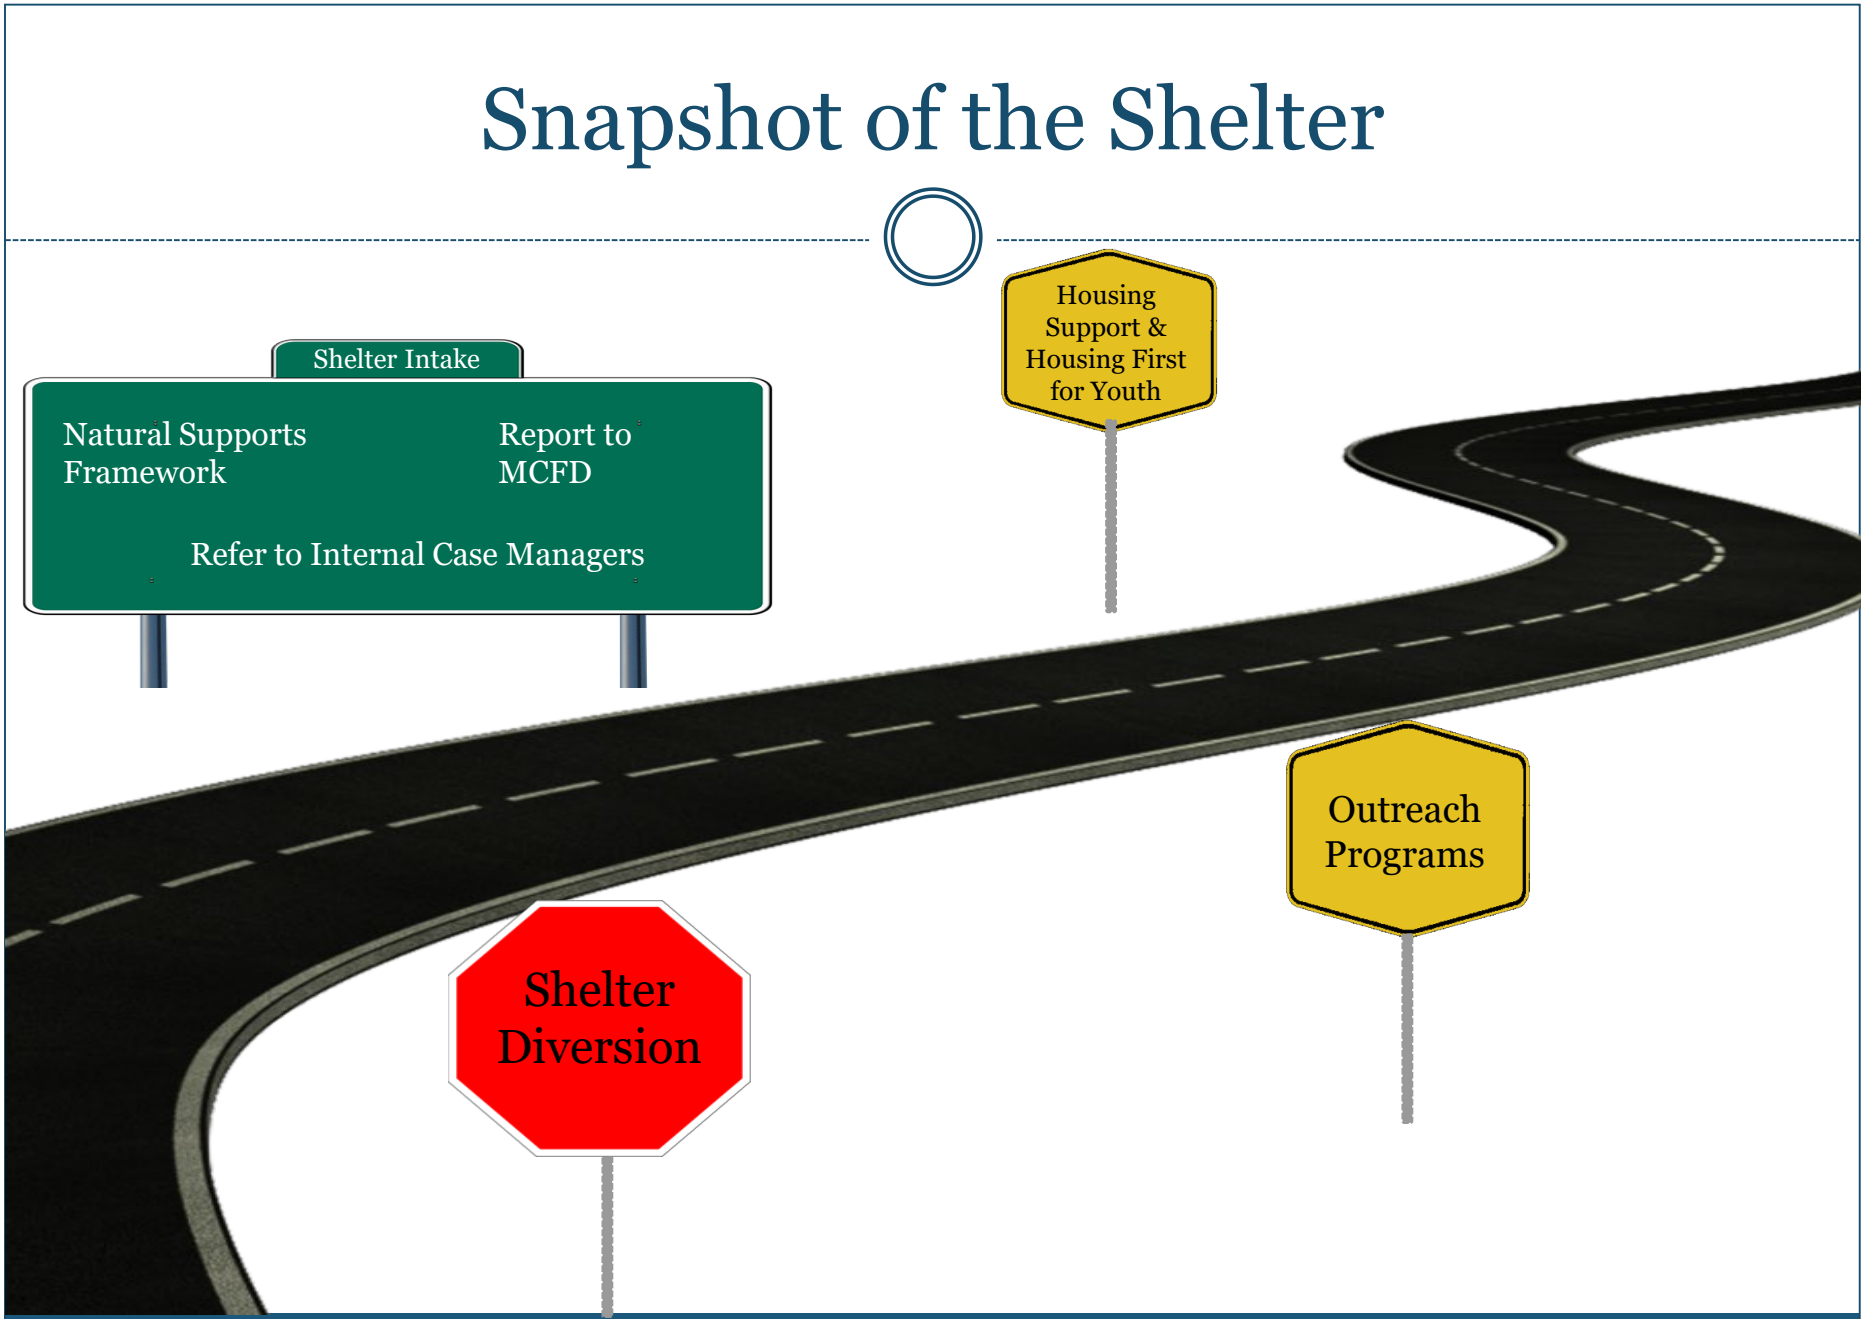 Snapshot of the Shelter
Housing
Support &
Housing First
for Youth
Shelter Intake
Natural Supports
Framework
Report to
MCFD
Refer to Internal Case Managers
Outreach
Programs
Shelter
Diversion